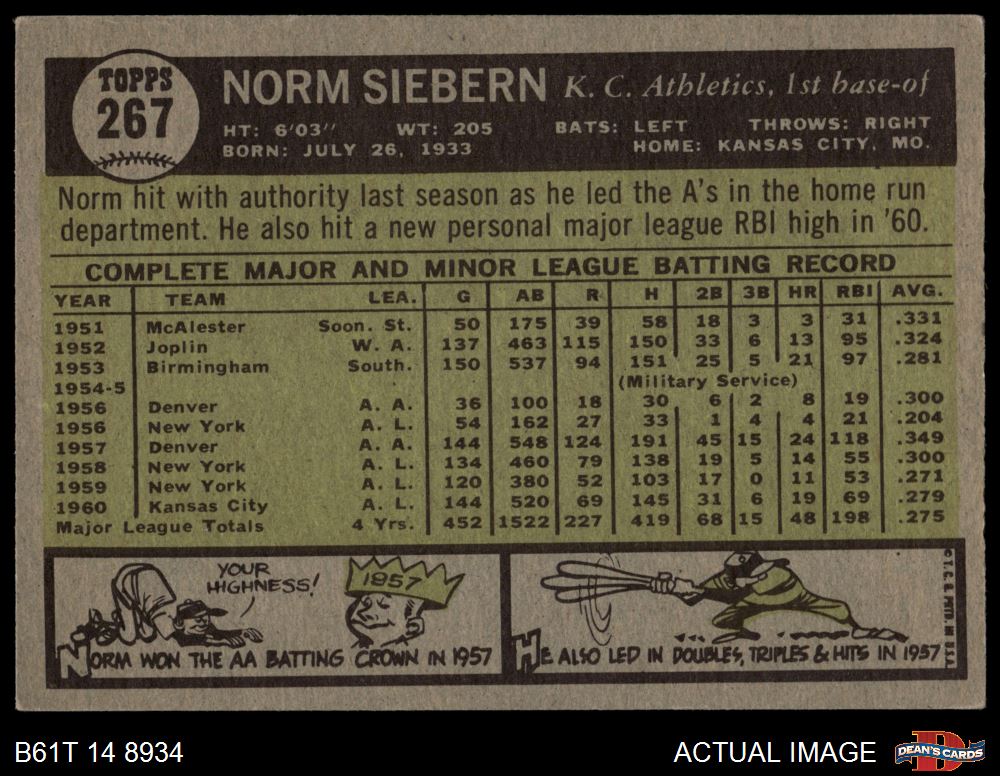 TOPPS
267
NORM SIEBERN K. C. Athletics, 1st base-of
HT: 6'03" WT: 205 BATS: LEFT THROWS: RIGHT
BORN: JULY 26, 1933 HOME: KANSAS CITY, MO.
Norm hit with authority last season as he led the A's in the home run
department. He also hit a new personal major league RBI high in '60.
COMPLETE MAJOR AND MINOR LEAGUE BATTING RECORD
YEAR TEAM LEA. G AB R H 2B 3B HR RBI AVG.
1951 McAlester Soon. St. 50 175 39 58 18 3 3 31 .331
1952 Joplin W. A. 137 463 115 150 33 6 13 95 .324
1953 Birmingham South. 150 537 94 151 25 5 21 97 .281
1954-5 (Military Service)
1956 Denver A. A. 36 100 18 30 6 2 8 19 .300
1956 New York A. L. 54 162 27 33 1 4 4 21 .204
1957 Denver A. A. 144 548 124 191 45 15 24 118 .349
1958 New York A. L. 134 460 79 138 19 5 14 55 .300
1959 New York A. L. 120 380 52 103 17 0 11 53 .271
1960 Kansas City A. L. 144 520 69 145 31 6 19 69 .279
Major League Totals 4 Yrs. 452 1522 227 419 68 15 48 198 .275
YOUR
HIGHNESS!
1957
NORM WON THE AA BATTING CROWN IN 1957
HE ALSO LED IN DOUBLES, TRIPLES & HITS IN 1957
© T. C. G. PRTD. IN U.S.A.
B61T 14 8934 ACTUAL IMAGE
DEAN'S CARDS